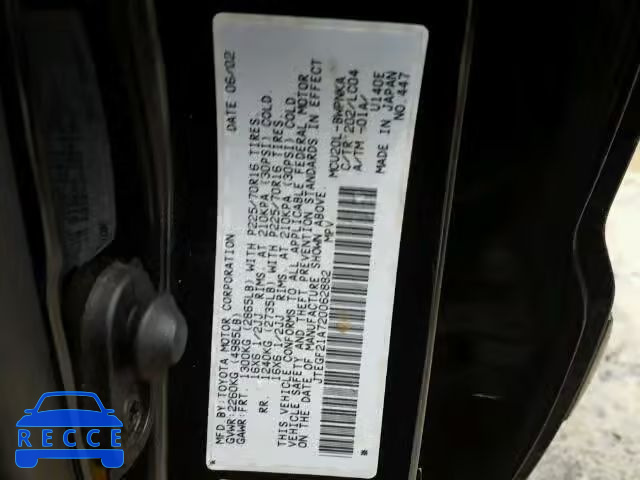 MFD.BY:TOYOTA MOTOR CORPORATION DATE 06/02
GVWR:2260KG (4985LB)
GAWR:FRT. 1300KG (2865LB) WITH P225/70R16 TIRES.
16X6 1/2JJ RIMS AT 210KPA (30PSI) COLD.
RR. 1240KG (2735LB) WITH P225/70R16 TIRES.
16X6 1/2JJ RIMS AT 210KPA (30PSI) COLD.
THIS VEHICLE CONFORMS TO ALL APPLICABLE FEDERAL MOTOR
VEHICLE SAFETY AND THEFT PREVENTION STANDARDS IN EFFECT
ON THE DATE OF MANUFACTURE SHOWN ABOVE.
JTEGF21A720062882 MPV
MCU20L-BWPNKA
C/TR 202/LC04
A/TM -01A/ U140E
MADE IN JAPAN
NO.447
RECCE